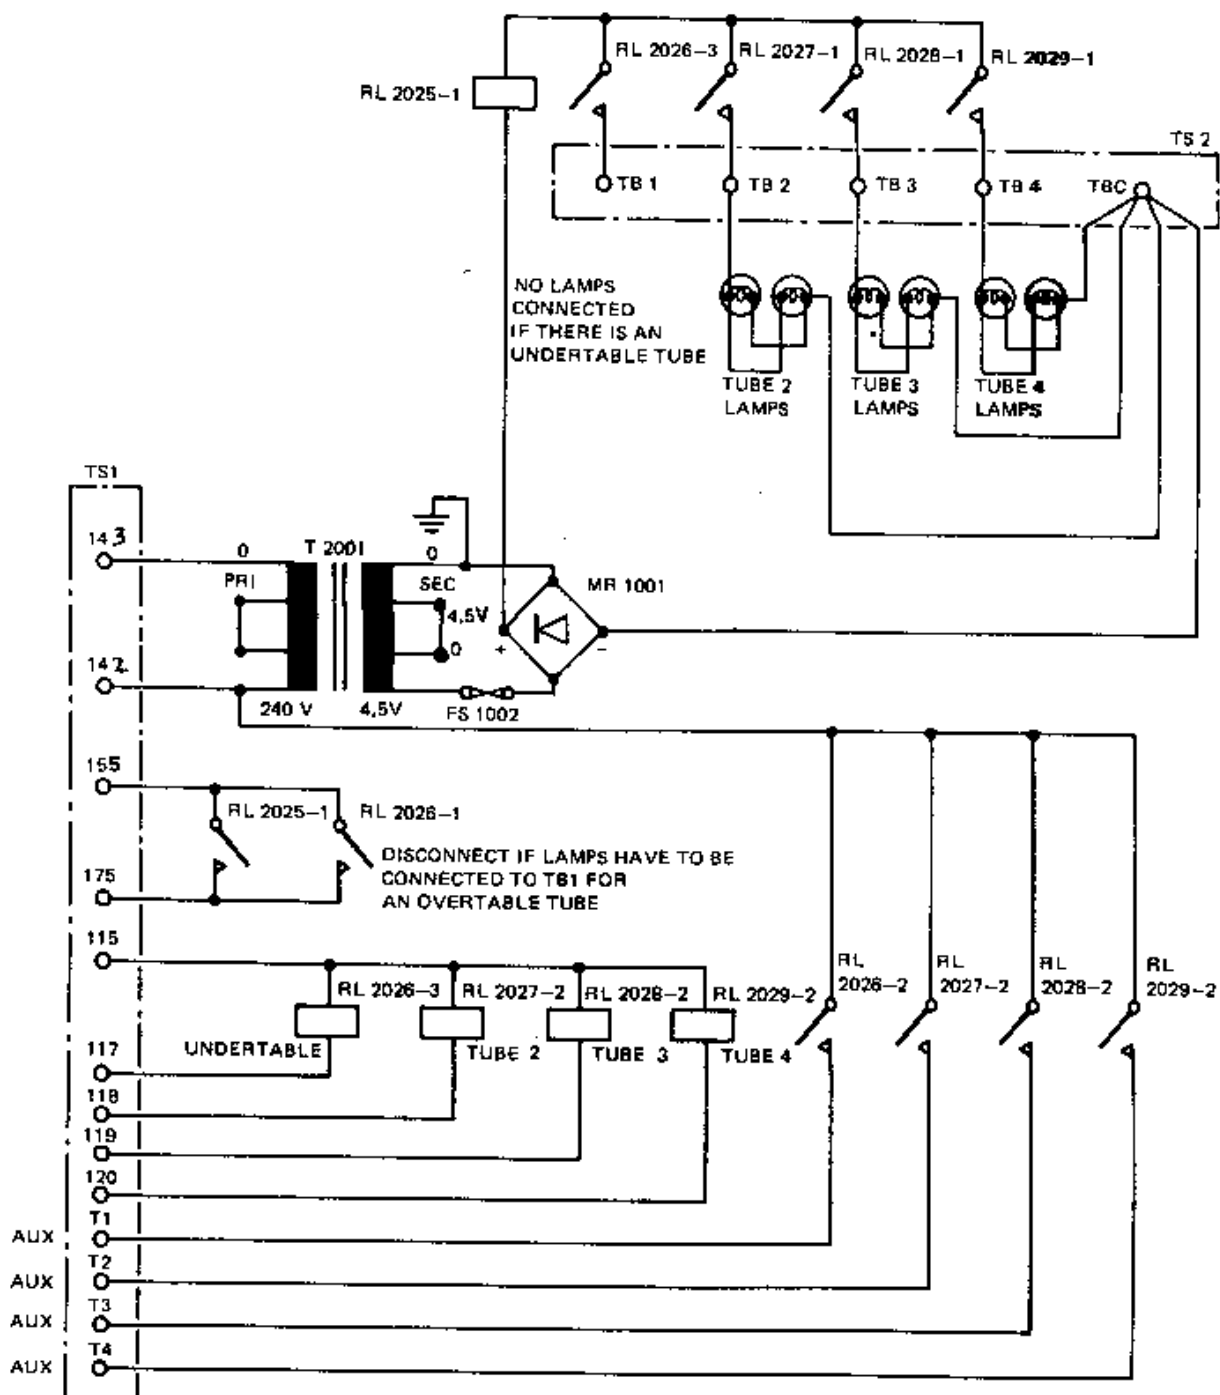 RL 2026-3
RL 2027-1
RL 2028-1
RL 2029-1
RL 2025-1
TS 2
TB 1
TB 2
TB 3
TB 4
TBC
NO LAMPS
CONNECTED
IF THERE IS AN
UNDERTABLE TUBE
TUBE 2
LAMPS
TUBE 3
LAMPS
TUBE 4
LAMPS
TS1
143
0
T 2001
0
PRI
SEC
4,5V
0
MR 1001
+
-
142
240 V
4,5V
FS 1002
155
RL 2025-1
RL 2026-1
DISCONNECT IF LAMPS HAVE TO BE
CONNECTED TO TB1 FOR
AN OVERTABLE TUBE
175
115
RL 2026-3
RL 2027-2
RL 2028-2
RL 2029-2
RL
2026-2
RL
2027-2
RL
2028-2
RL
2029-2
UNDERTABLE
TUBE 2
TUBE 3
TUBE 4
117
118
119
120
AUX
T1
AUX
T2
AUX
T3
AUX
T4